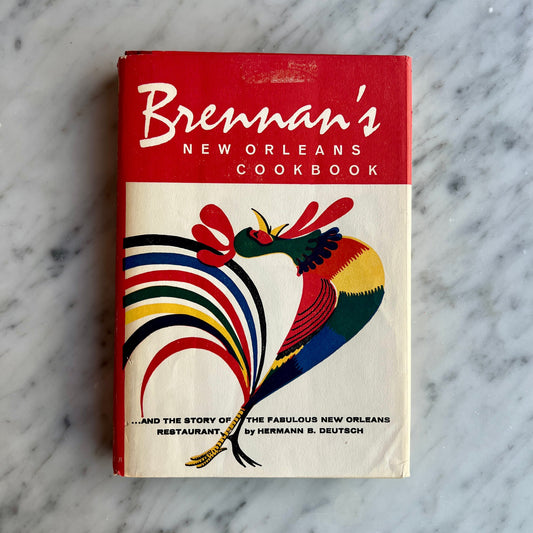 Brennan's
NEW ORLEANS
COOKBOOK
...AND THE STORY OF THE FABULOUS NEW ORLEANS
RESTAURANT, by HERMANN B. DEUTSCH